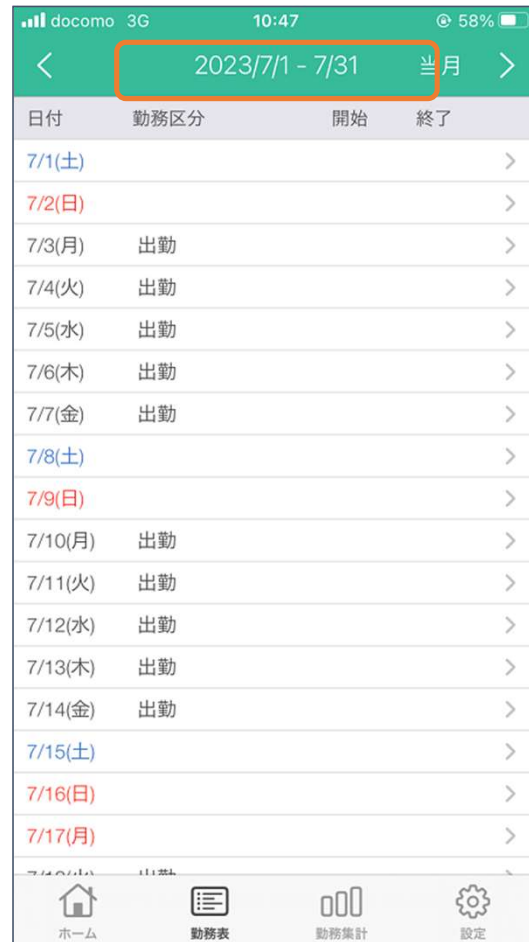 docomo 3G 10:47 58%
2023/7/1 - 7/31 当月
日付 勤務区分 開始 終了
7/1(土)
7/2(日)
7/3(月) 出勤
7/4(火) 出勤
7/5(水) 出勤
7/6(木) 出勤
7/7(金) 出勤
7/8(土)
7/9(日)
7/10(月) 出勤
7/11(火) 出勤
7/12(水) 出勤
7/13(木) 出勤
7/14(金) 出勤
7/15(土)
7/16(日)
7/17(月)
ホーム 勤務表 勤務集計 設定